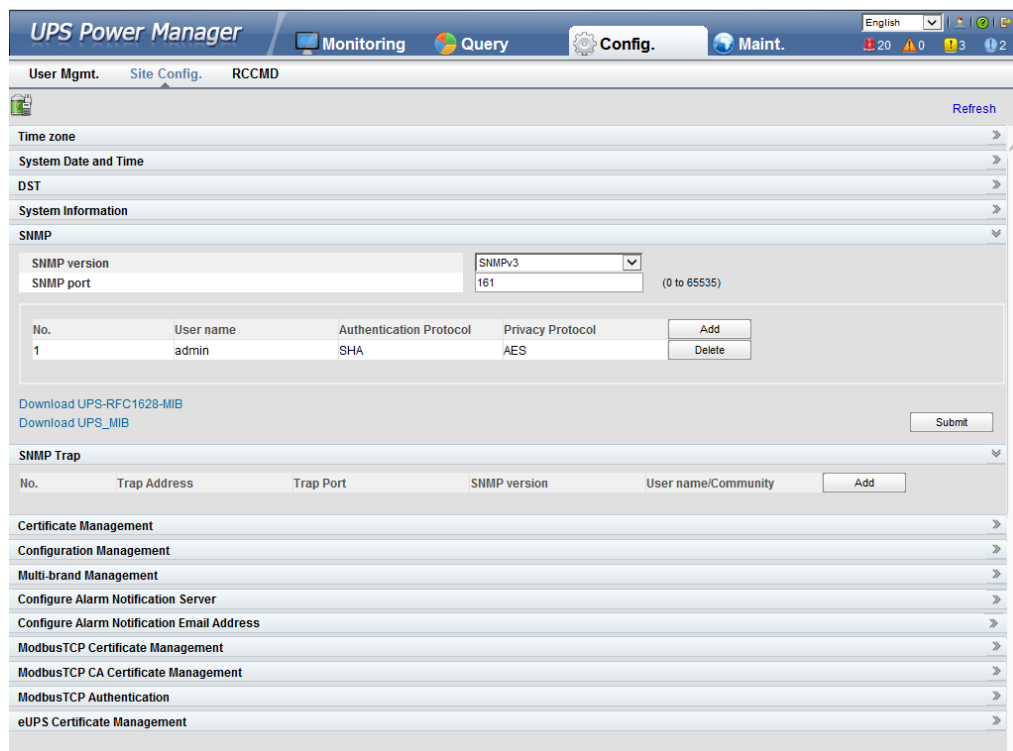 UPS Power Manager
Monitoring Query Config. Maint.
English
20 0 3 2
User Mgmt. Site Config. RCCMD
Refresh
Time zone
System Date and Time
DST
System Information
SNMP
SNMP version SNMPv3
SNMP port 161 (0 to 65535)
No. User name Authentication Protocol Privacy Protocol Add
1 admin SHA AES Delete
Download UPS-RFC1628-MIB
Download UPS_MIB
Submit
SNMP Trap
No. Trap Address Trap Port SNMP version User name/Community Add
Certificate Management
Configuration Management
Multi-brand Management
Configure Alarm Notification Server
Configure Alarm Notification Email Address
ModbusTCP Certificate Management
ModbusTCP CA Certificate Management
ModbusTCP Authentication
eUPS Certificate Management